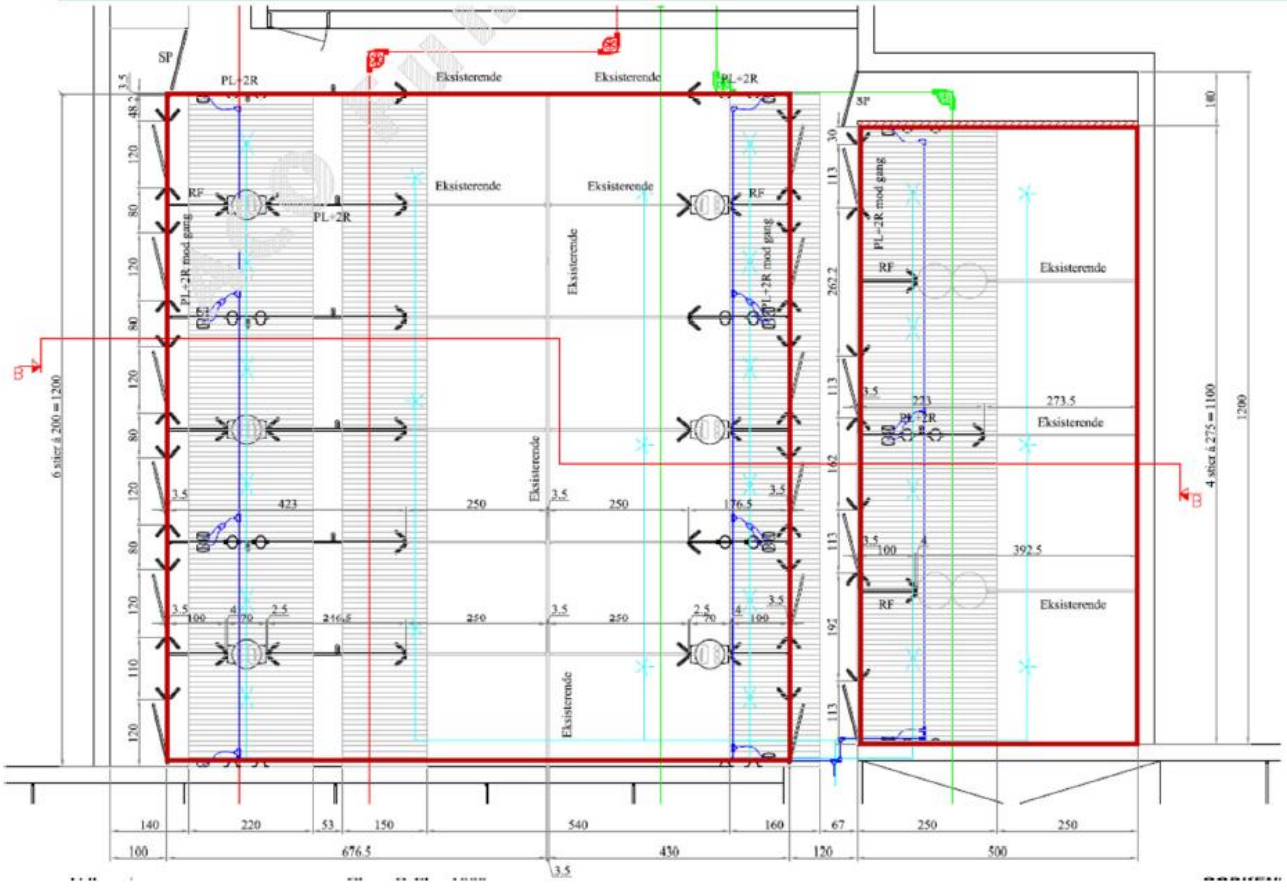 SP
PL+2R
Eksisterende
Eksisterende
PL+2R
SP
3.5
48.2
100
30
120
113
RF
Eksisterende
Eksisterende
RF
PL+2R mod gang
PL+2R
80
PL+2R mod gang
Eksisterende
PL+2R mod gang
RF
Eksisterende
120
262.2
80
B
120
113
3.5
223
273.5
6 stier á 200 = 1200
4 stier á 275 = 1100
1200
80
PL+2R
Eksisterende
120
Eksisterende
162
3.5
423
250
3.5
250
176.5
3.5
B
80
113
3.5
100
4
392.5
120
3.5
100
4
70
2.5
246.5
250
3.5
250
2.5
70
4
100
3.5
RF
Eksisterende
110
192
Eksisterende
120
113
140
220
53
150
540
160
67
250
250
100
676.5
430
120
500
3.5